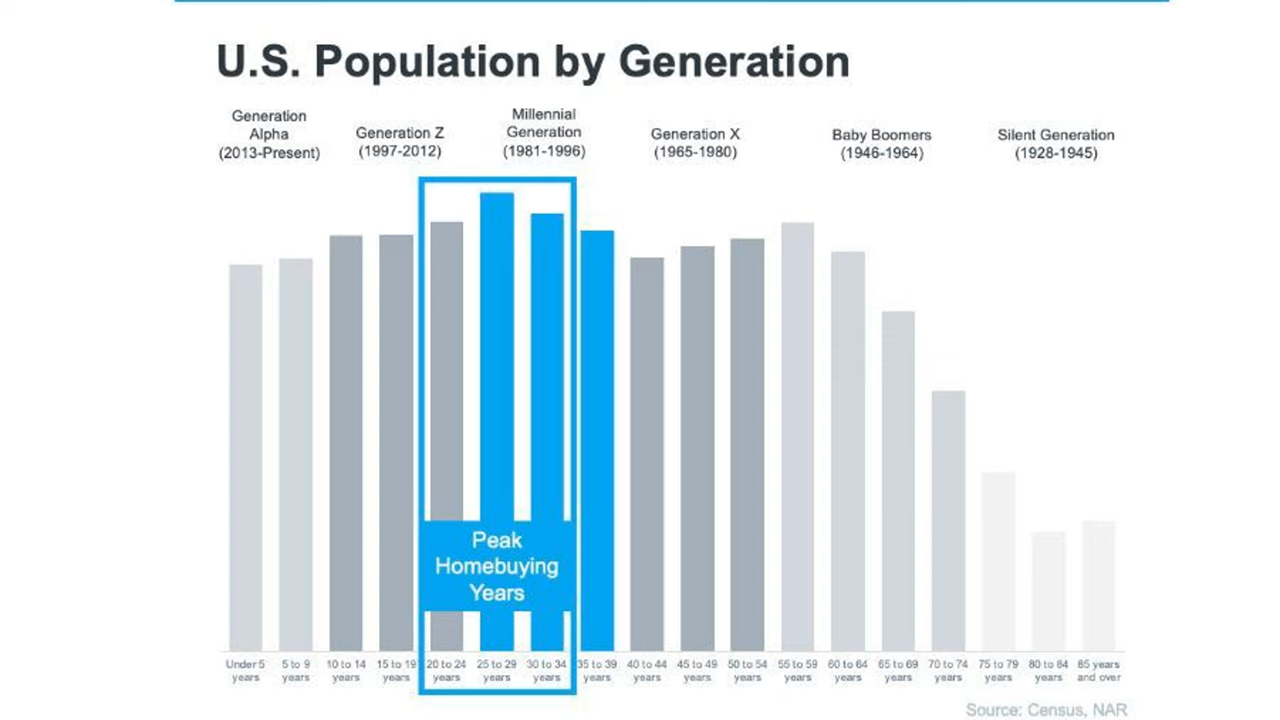 U.S. Population by Generation
Generation
Alpha
(2013-Present)
Generation Z
(1997-2012)
Millennial
Generation
(1981-1996)
Generation X
(1965-1980)
Baby Boomers
(1946-1964)
Silent Generation
(1928-1945)
Peak
Homebuying
Years
Under 5
years
5 to 9
years
10 to 14
years
15 to 19
years
20 to 24
years
25 to 29
years
30 to 34
years
35 to 39
years
40 to 44
years
45 to 49
years
50 to 54
years
55 to 59
years
60 to 64
years
65 to 69
years
70 to 74
years
75 to 79
years
80 to 84
years
85 years
and over
Source: Census, NAR